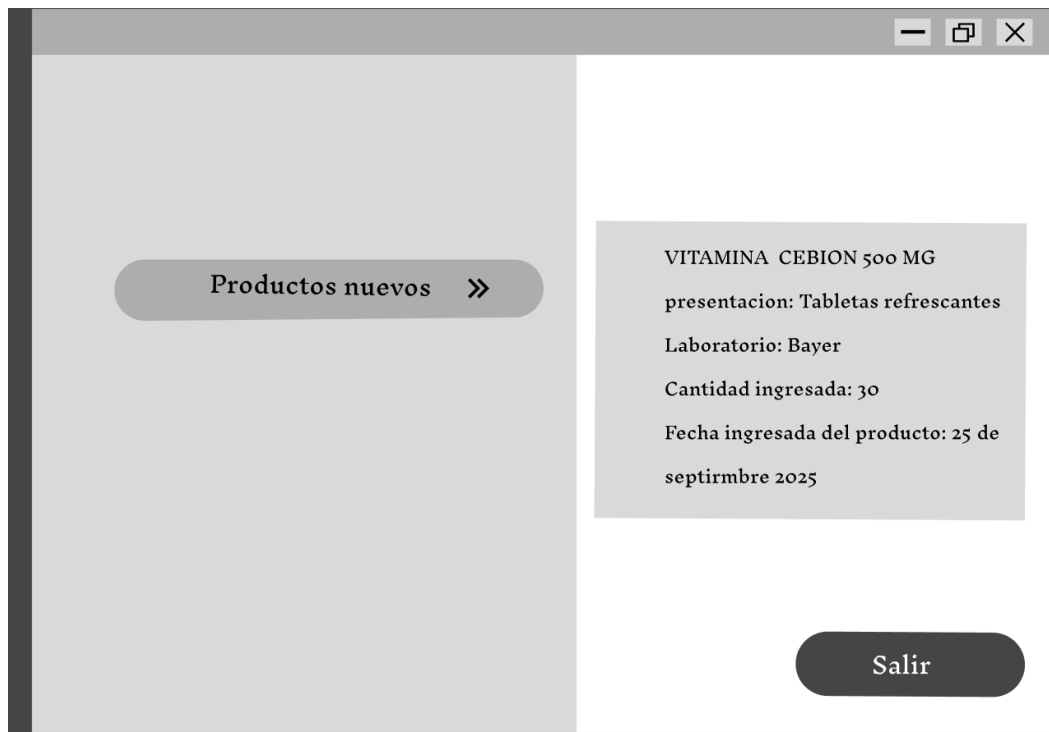 Productos nuevos
VITAMINA CEBION 500 MG
presentacion: Tabletas refrescantes
Laboratorio: Bayer
Cantidad ingresada: 30
Fecha ingresada del producto: 25 de
septirmbre 2025
Salir